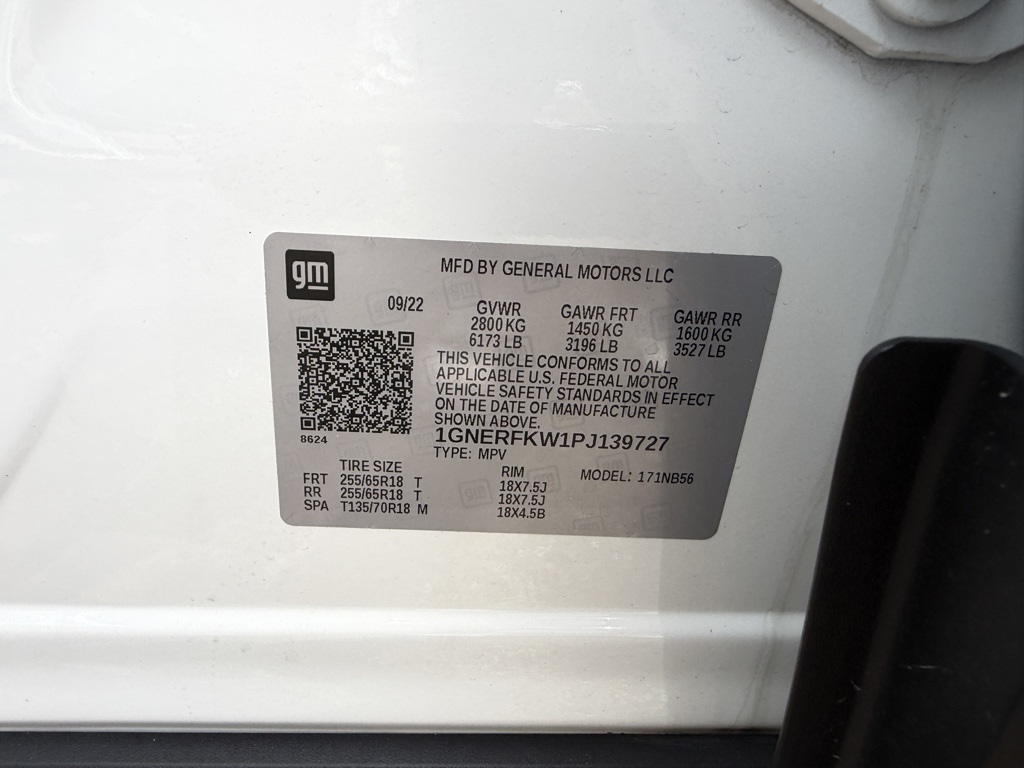 gm
MFD BY GENERAL MOTORS LLC
09/22
GVWR
2800 KG
6173 LB
GAWR FRT
1450 KG
3196 LB
GAWR RR
1600 KG
3527 LB
THIS VEHICLE CONFORMS TO ALL
APPLICABLE U.S. FEDERAL MOTOR
VEHICLE SAFETY STANDARDS IN EFFECT
ON THE DATE OF MANUFACTURE
SHOWN ABOVE.
8624
1GNERFKW1PJ139727
TYPE: MPV
MODEL: 171NB56
TIRE SIZE
RIM
FRT 255/65R18 T 18X7.5J
RR 255/65R18 T 18X7.5J
SPA T135/70R18 M 18X4.5B